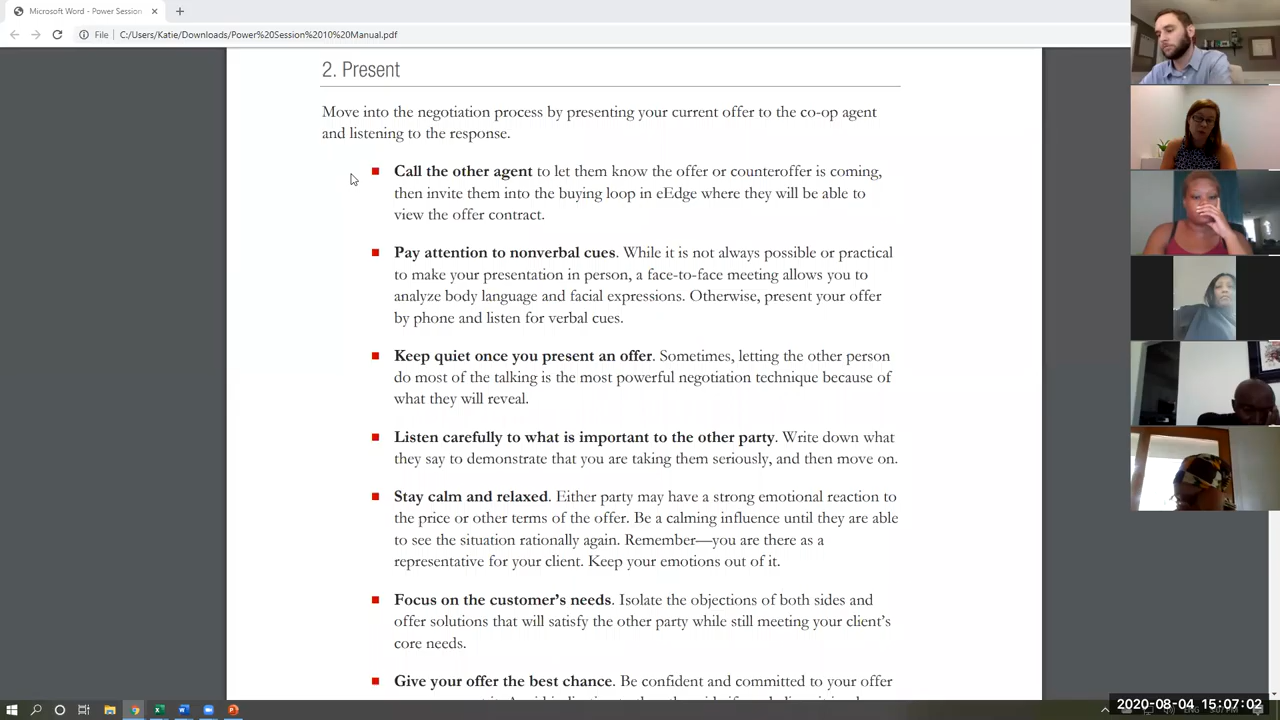 Microsoft Word - Power Session
File
C:/Users/Katie/Downloads/Power%20Session%2010%20Manual.pdf
2. Present
Move into the negotiation process by presenting your current offer to the co-op agent
and listening to the response.
Call the other agent to let them know the offer or counteroffer is coming,
then invite them into the buying loop in eEdge where they will be able to
view the offer contract.
Pay attention to nonverbal cues. While it is not always possible or practical
to make your presentation in person, a face-to-face meeting allows you to
analyze body language and facial expressions. Otherwise, present your offer
by phone and listen for verbal cues.
Keep quiet once you present an offer. Sometimes, letting the other person
do most of the talking is the most powerful negotiation technique because of
what they will reveal.
Listen carefully to what is important to the other party. Write down what
they say to demonstrate that you are taking them seriously, and then move on.
Stay calm and relaxed. Either party may have a strong emotional reaction to
the price or other terms of the offer. Be a calming influence until they are able
to see the situation rationally again. Remember—you are there as a
representative for your client. Keep your emotions out of it.
Focus on the customer's needs. Isolate the objections of both sides and
offer solutions that will satisfy the other party while still meeting your client's
core needs.
Give your offer the best chance. Be confident and committed to your offer
2020-08-04 15:07:02